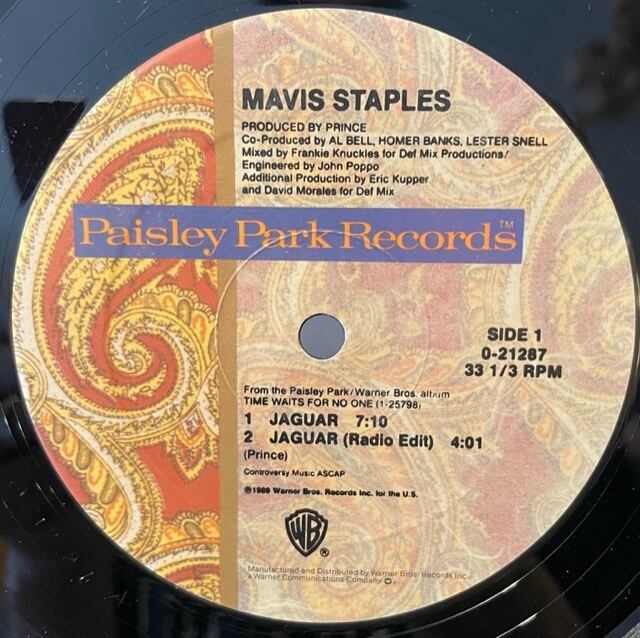 MAVIS STAPLES
PRODUCED BY PRINCE
Co-Produced by AL BELL, HOMER BANKS, LESTER SNELL
Mixed by Frankie Knuckles for Def Mix Productions/
Engineered by John Poppo
Additional Production by Eric Kupper
and David Morales for Def Mix
Paisley Park Records™
SIDE 1
0-21287
33 1/3 RPM
From the Paisley Park/Warner Bros. album
TIME WAITS FOR NO ONE (1-25798)
1 JAGUAR 7:10
2 JAGUAR (Radio Edit) 4:01
(Prince)
Controversy Music ASCAP
℗1989 Warner Bros. Records Inc. for the U.S.
WB®
Manufactured and Distributed by Warner Bros. Records Inc.
a Warner Communications Company